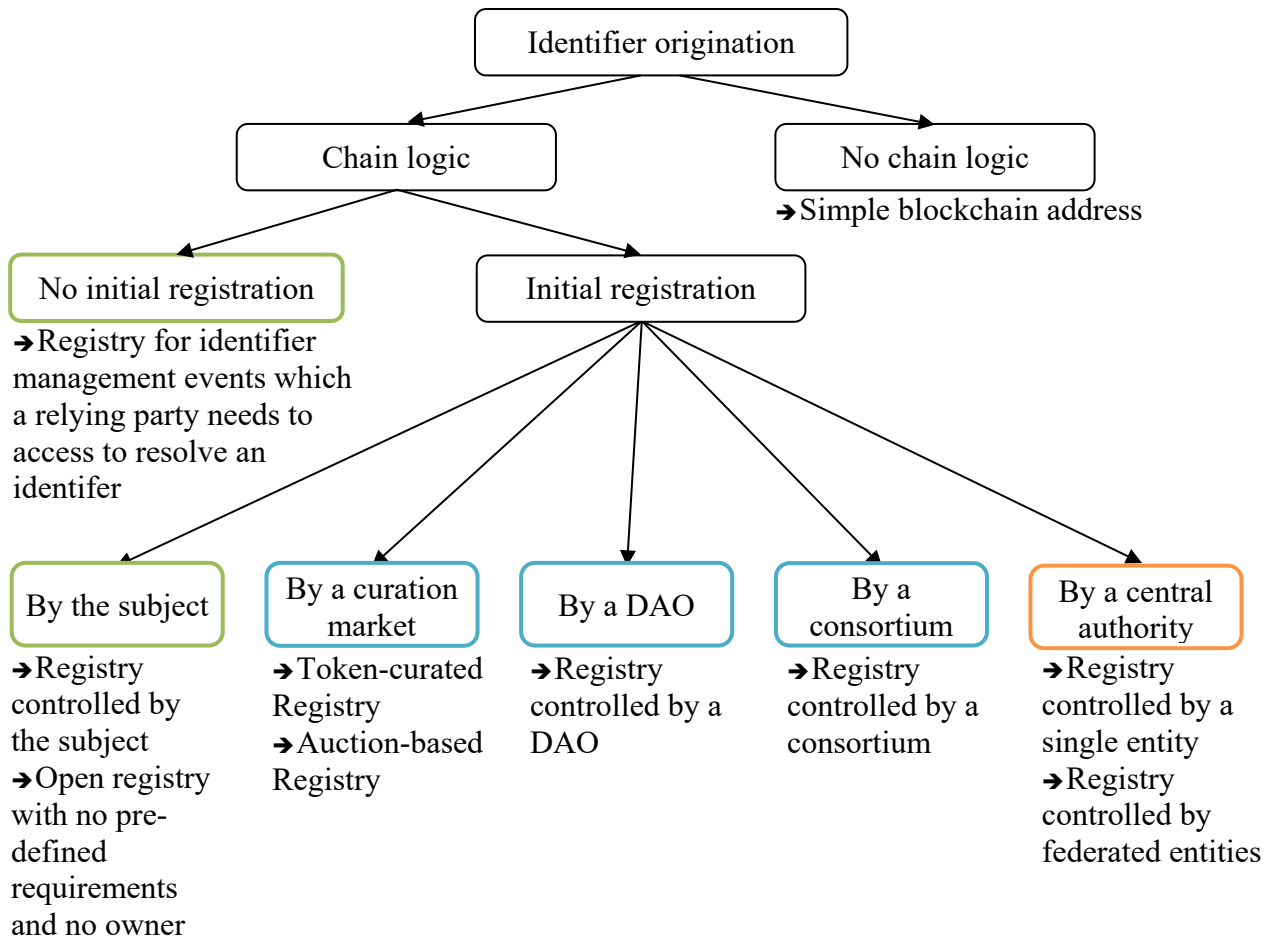 Identifier origination
Chain logic
No chain logic
➔Simple blockchain address
No initial registration
Initial registration
➔Registry for identifier
management events which
a relying party needs to
access to resolve an
identifer
By the subject
➔Registry
controlled by
the subject
➔Open registry
with no pre-
defined
requirements
and no owner
By a curation
market
➔Token-curated
Registry
➔Auction-based
Registry
By a DAO
➔Registry
controlled by a
DAO
By a
consortium
➔Registry
controlled by a
consortium
By a central
authority
➔Registry
controlled by a
single entity
➔Registry
controlled by
federated entities